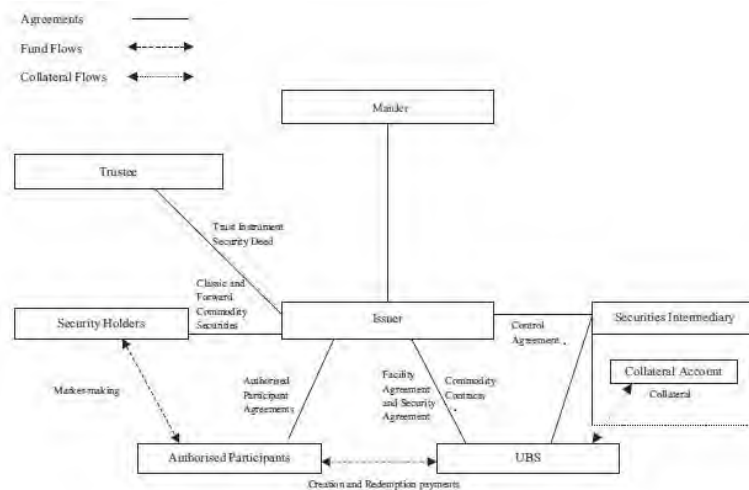 Agreements
Fund Flows
Collateral Flows
Trustee
Trust Instrument
Security Deed
Classic and
Forward
Commodity
Securities
Security Holders
Issuer
Control
Agreement
Securities Intermediary
Collateral Account
Collateral
Market-making
Authorised
Participant
Agreements
Facility
Agreement
and Security
Agreement
Commodity
Contracts
Authorised Participants
UBS
Creation and Redemption payments